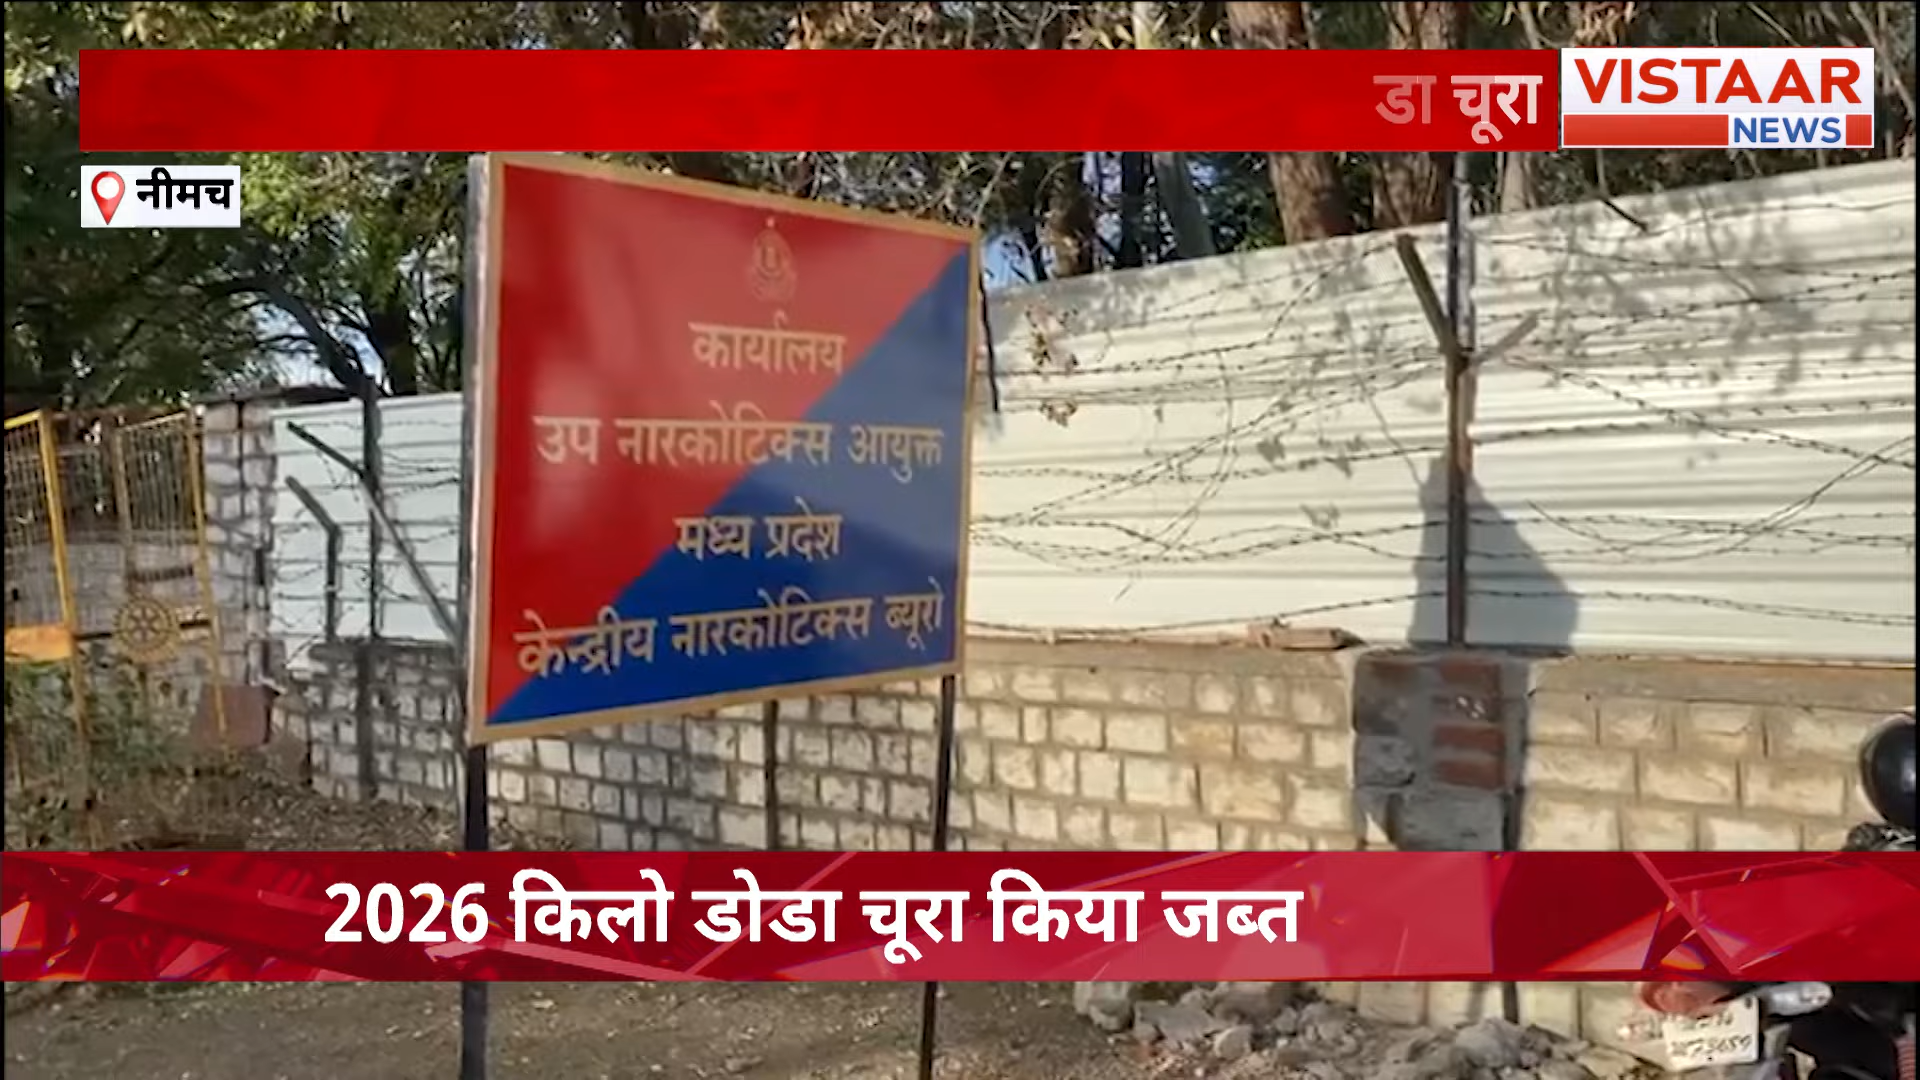 डा चूरा
VISTAAR
NEWS
नीमच
कार्यालय
उप नारकोटिक्स आयुक्त
मध्य प्रदेश
केन्द्रीय नारकोटिक्स ब्यूरो
2026 किलो डोडा चूरा किया जब्त